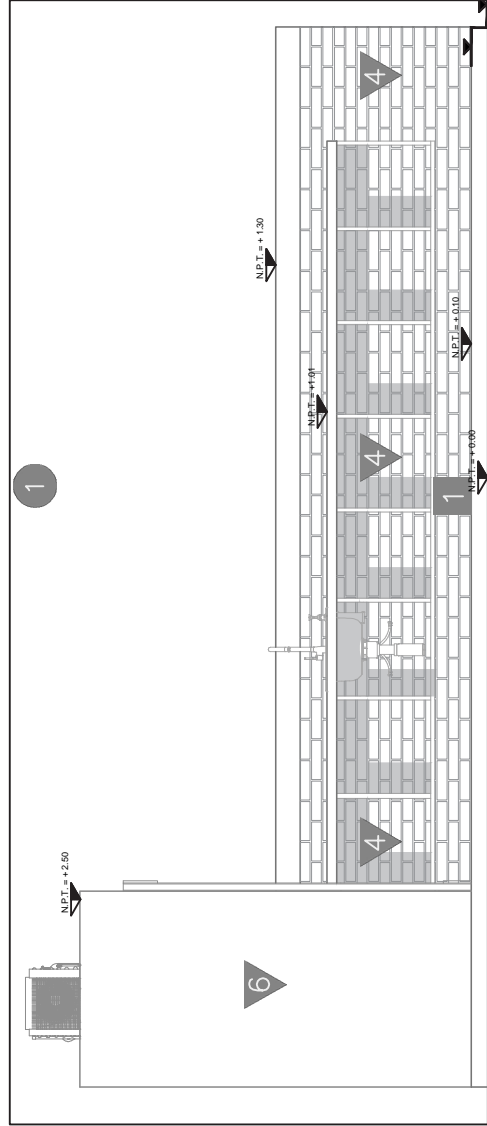 1
N.P.T. = + 2.50
N.P.T. = + 1.30
N.P.T. = +1.01
N.P.T. = + 0.10
N.P.T. = + 0.00
6
4
4
4
1